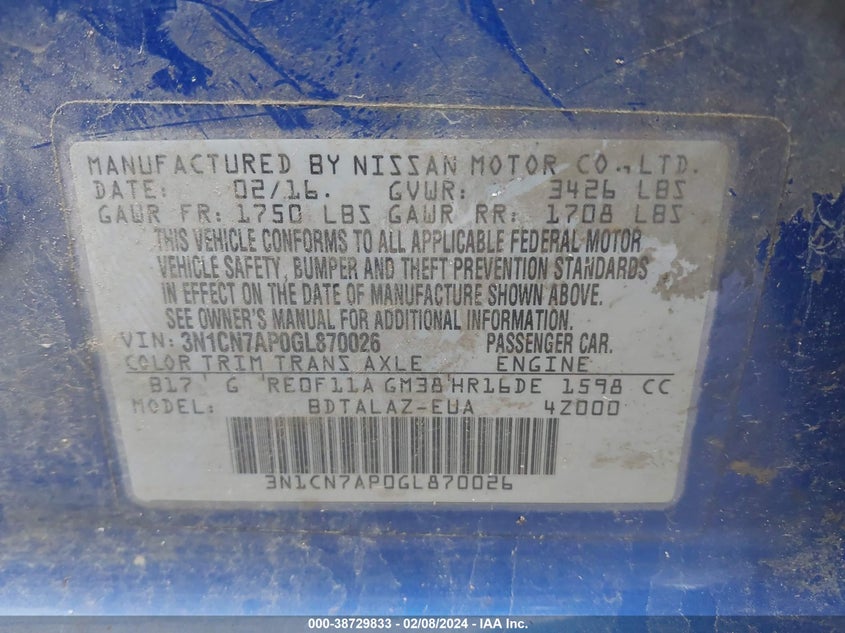 MANUFACTURED BY NISSAN MOTOR CO., LTD.
DATE: 02/16. GVWR: 3426 LBS
GAWR FR: 1750 LBS GAWR RR: 1708 LBS
THIS VEHICLE CONFORMS TO ALL APPLICABLE FEDERAL MOTOR
VEHICLE SAFETY, BUMPER AND THEFT PREVENTION STANDARDS
IN EFFECT ON THE DATE OF MANUFACTURE SHOWN ABOVE.
SEE OWNER'S MANUAL FOR ADDITIONAL INFORMATION.
VIN: 3N1CN7AP0GL870026 PASSENGER CAR.
COLOR TRIM TRANS AXLE ENGINE
B17 G RE0F11A GM38 HR16DE 1598 CC
MODEL: BDTALAZ-EUA 4Z000
3N1CN7AP0GL870026
000-38729833 - 02/08/2024 - IAA Inc.